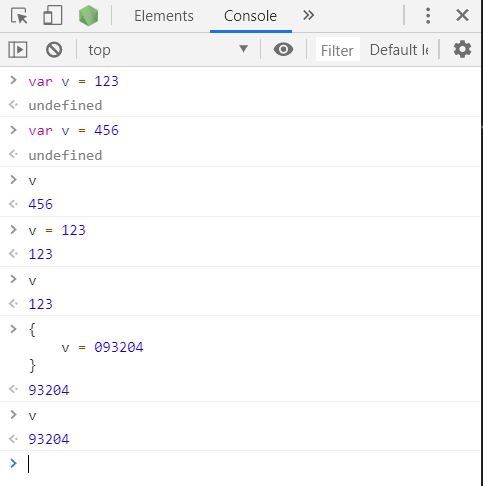 Elements Console
top Filter Default le
var v = 123
undefined
var v = 456
undefined
v
456
v = 123
123
v
123
{
v = 093204
}
93204
v
93204